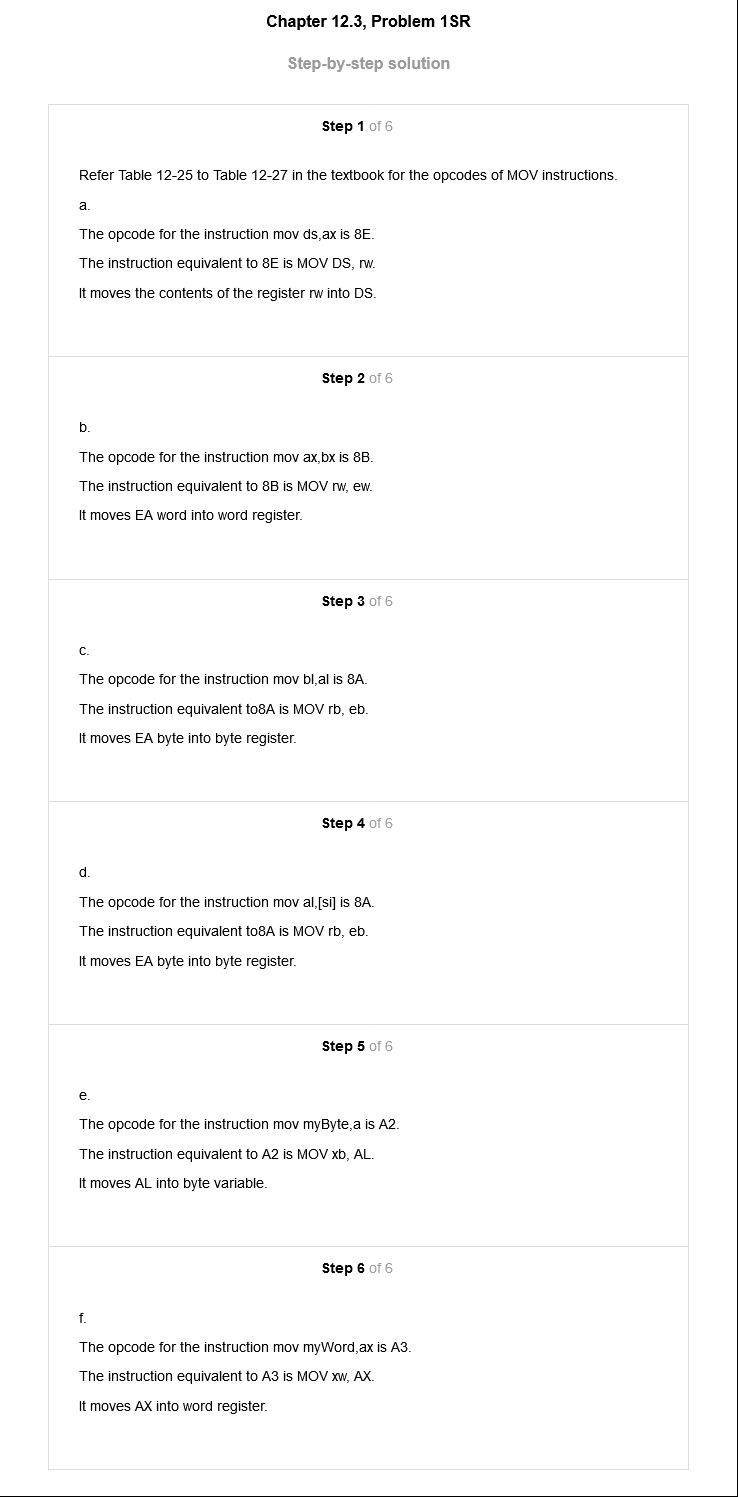 Chapter 12.3, Problem 1SR
Step-by-step solution
Step 1 of 6
Refer Table 12-25 to Table 12-27 in the textbook for the opcodes of MOV instructions.
a.
The opcode for the instruction mov ds,ax is 8E.
The instruction equivalent to 8E is MOV DS, rw.
It moves the contents of the register rw into DS.
Step 2 of 6
b.
The opcode for the instruction mov ax,bx is 8B.
The instruction equivalent to 8B is MOV rw, ew.
It moves EA word into word register.
Step 3 of 6
c.
The opcode for the instruction mov bl,al is 8A.
The instruction equivalent to8A is MOV rb, eb.
It moves EA byte into byte register.
Step 4 of 6
d.
The opcode for the instruction mov al,[si] is 8A.
The instruction equivalent to8A is MOV rb, eb.
It moves EA byte into byte register.
Step 5 of 6
e.
The opcode for the instruction mov myByte,a is A2.
The instruction equivalent to A2 is MOV xb, AL.
It moves AL into byte variable.
Step 6 of 6
f.
The opcode for the instruction mov myWord,ax is A3.
The instruction equivalent to A3 is MOV xw, AX.
It moves AX into word register.